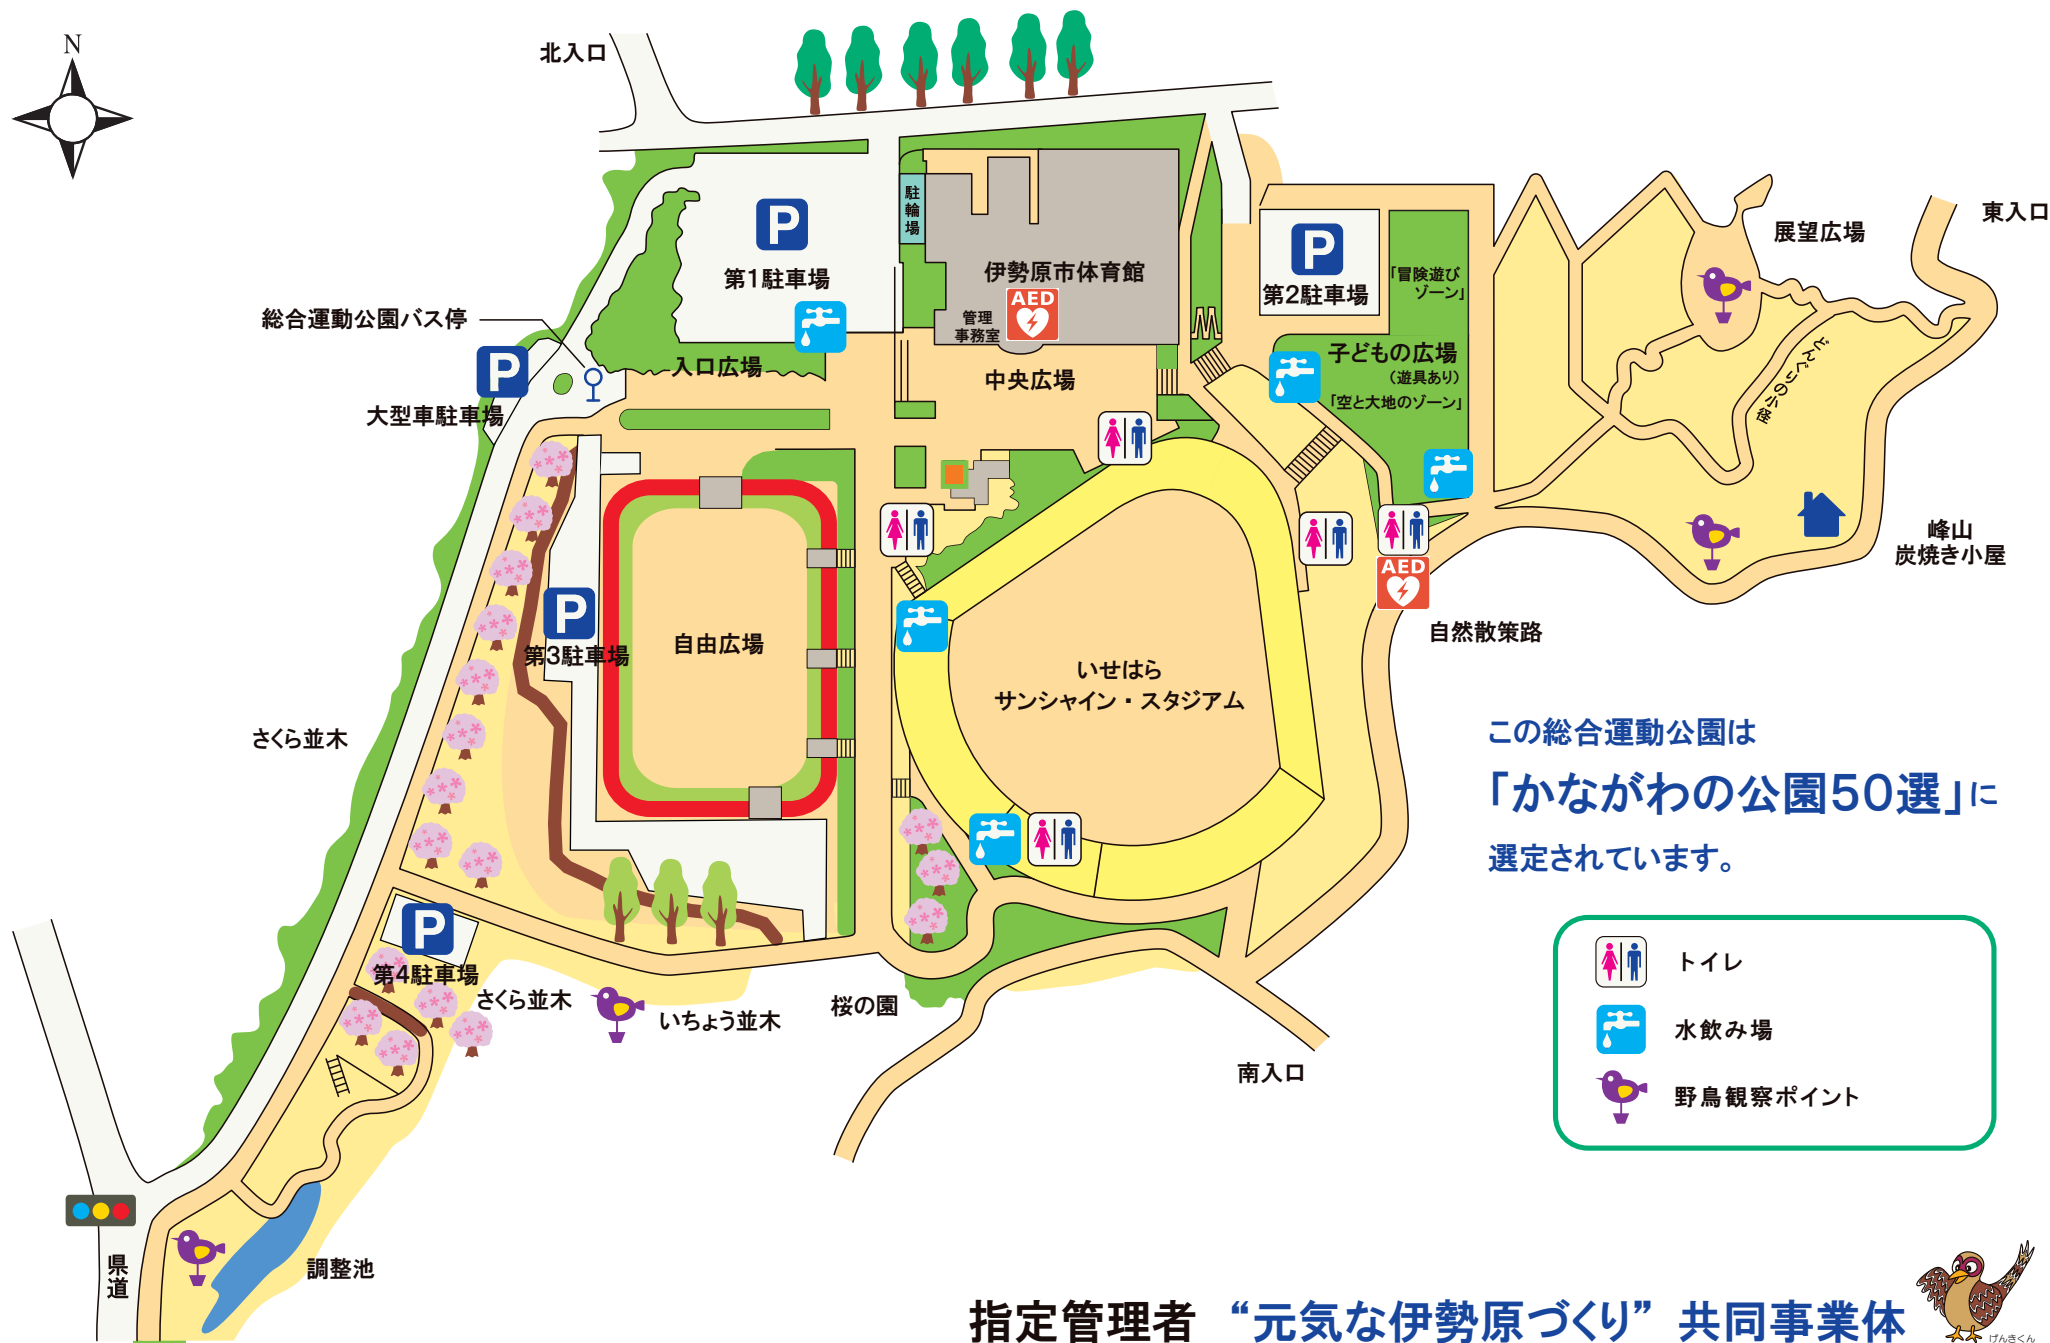 N
北入口
駐輪場
東入口
展望広場
第1駐車場
伊勢原市体育館
AED
管理
事務室
第2駐車場
「冒険遊び
ゾーン」
総合運動公園バス停
入口広場
中央広場
子どもの広場
(遊具あり)
「空と大地のゾーン」
どんぐりの小径
大型車駐車場
峰山
炭焼き小屋
AED
自然散策路
第3駐車場
自由広場
いせはら
サンシャイン・スタジアム
さくら並木
この総合運動公園は
「かながわの公園50選」に
選定されています。
第4駐車場
さくら並木
いちょう並木
桜の園
南入口
トイレ
水飲み場
野鳥観察ポイント
県道
調整池
指定管理者 “元気な伊勢原づくり” 共同事業体
げんきくん
P
P
P
P
P